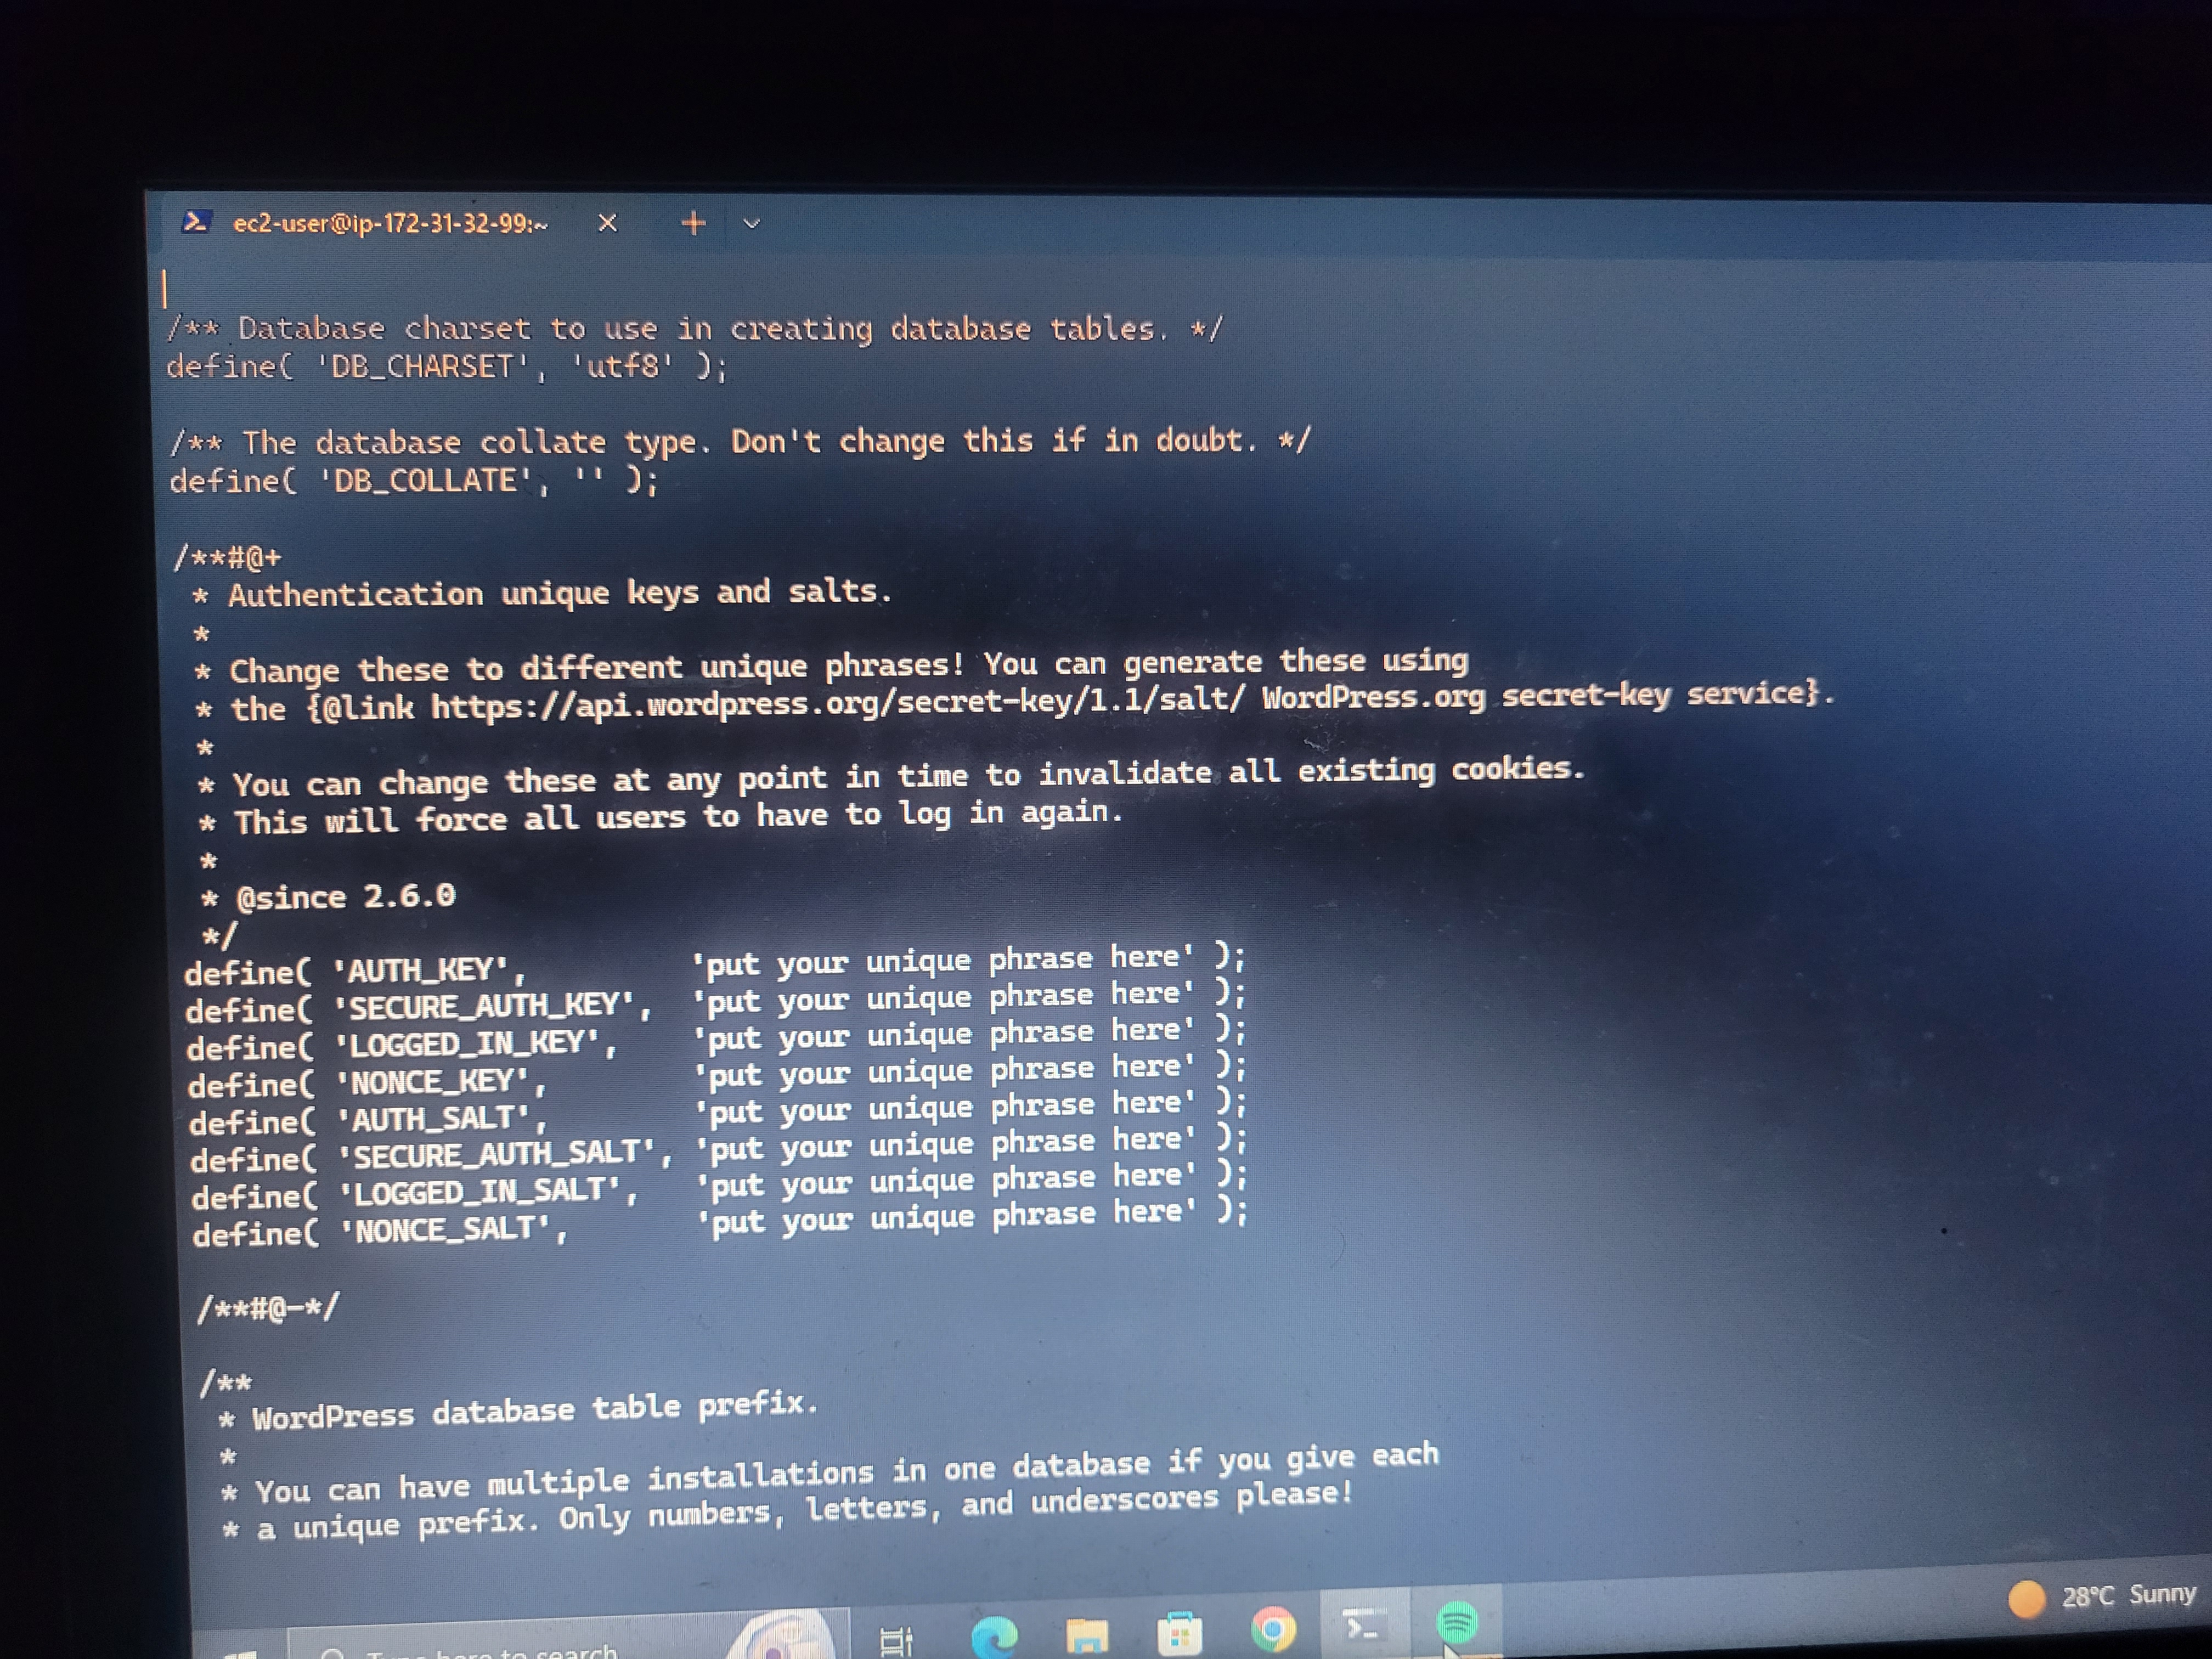 ec2-user@ip-172-31-32-99:~
/** Database charset to use in creating database tables. */
define( 'DB_CHARSET', 'utf8' );
/** The database collate type. Don't change this if in doubt. */
define( 'DB_COLLATE', '' );
/**#@+
* Authentication unique keys and salts.
*
* Change these to different unique phrases! You can generate these using
* the {@link https://api.wordpress.org/secret-key/1.1/salt/ WordPress.org secret-key service}.
*
* You can change these at any point in time to invalidate all existing cookies.
* This will force all users to have to log in again.
*
* @since 2.6.0
*/
define( 'AUTH_KEY', 'put your unique phrase here' );
define( 'SECURE_AUTH_KEY', 'put your unique phrase here' );
define( 'LOGGED_IN_KEY', 'put your unique phrase here' );
define( 'NONCE_KEY', 'put your unique phrase here' );
define( 'AUTH_SALT', 'put your unique phrase here' );
define( 'SECURE_AUTH_SALT', 'put your unique phrase here' );
define( 'LOGGED_IN_SALT', 'put your unique phrase here' );
define( 'NONCE_SALT', 'put your unique phrase here' );
/**#@-*/
/**
* WordPress database table prefix.
*
* You can have multiple installations in one database if you give each
* a unique prefix. Only numbers, letters, and underscores please!
28°C Sunny
Type here to search